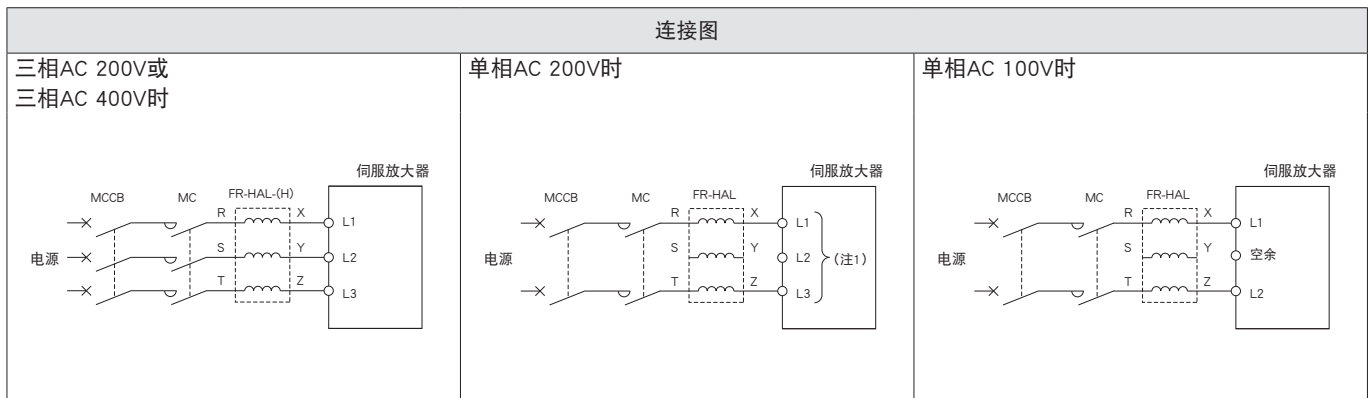 连接图
三相AC 200V或
三相AC 400V时
伺服放大器
MCCB
MC
FR-HAL-(H)
R
X
L1
电源
S
Y
L2
T
Z
L3
单相AC 200V时
伺服放大器
MCCB
MC
FR-HAL
R
X
L1
电源
S
Y
L2
(注1)
T
Z
L3
单相AC 100V时
伺服放大器
MCCB
MC
FR-HAL
R
X
L1
电源
S
Y
空余
T
Z
L2